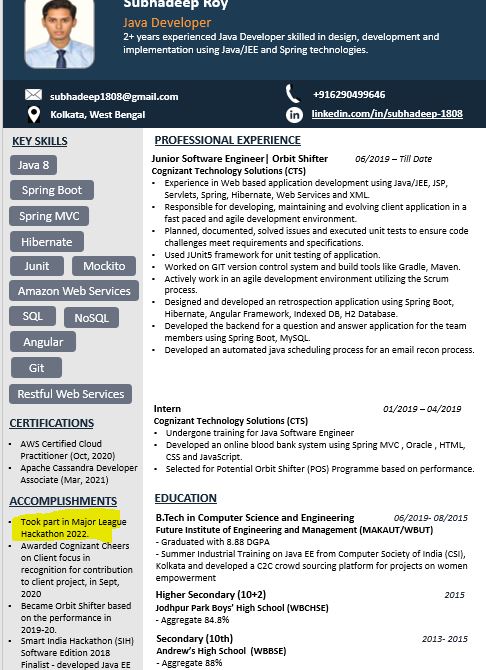 Subhadeep Roy
Java Developer
2+ years experienced Java Developer skilled in design, development and
implementation using Java/JEE and Spring technologies.
subhadeep1808@gmail.com
+916290499646
Kolkata, West Bengal
linkedin.com/in/subhadeep-1808
KEY SKILLS
Java 8
Spring Boot
Spring MVC
Hibernate
Junit
Mockito
Amazon Web Services
SQL
NoSQL
Angular
Git
Restful Web Services
CERTIFICATIONS
• AWS Certified Cloud
Practitioner (Oct, 2020)
• Apache Cassandra Developer
Associate (Mar, 2021)
ACCOMPLISHMENTS
• Took part in Major League
Hackathon 2022.
• Awarded Cognizant Cheers
on Client focus in
recognition for contribution
to client project, in Sept,
2020
• Became Orbit Shifter based
on the performance in
2019-20.
• Smart India Hackathon (SIH)
Software Edition 2018
Finalist - developed Java EE
PROFESSIONAL EXPERIENCE
Junior Software Engineer| Orbit Shifter 06/2019 – Till Date
Cognizant Technology Solutions (CTS)
• Experience in Web based application development using Java/JEE, JSP,
Servlets, Spring, Hibernate, Web Services and XML.
• Responsible for developing, maintaining and evolving client application in a
fast paced and agile development environment.
• Planned, documented, solved issues and executed unit tests to ensure code
challenges meet requirements and specifications.
• Used JUnit5 framework for unit testing of application.
• Worked on GIT version control system and build tools like Gradle, Maven.
• Actively work in an agile development environment utilizing the Scrum
process.
• Designed and developed an retrospection application using Spring Boot,
Hibernate, Angular Framework, Indexed DB, H2 Database.
• Developed the backend for a question and answer application for the team
members using Spring Boot, MySQL.
• Developed an automated java scheduling process for an email recon process.
Intern 01/2019 – 04/2019
Cognizant Technology Solutions (CTS)
• Undergone training for Java Software Engineer
• Developed an online blood bank system using Spring MVC , Oracle , HTML,
CSS and JavaScript.
• Selected for Potential Orbit Shifter (POS) Programme based on performance.
EDUCATION
B.Tech in Computer Science and Engineering 06/2019- 08/2015
Future Institute of Engineering and Management (MAKAUT/WBUT)
- Graduated with 8.88 DGPA
- Summer Industrial Training on Java EE from Computer Society of India (CSI),
Kolkata and developed a C2C crowd sourcing platform for projects on women
empowerment
Higher Secondary (10+2) 2015
Jodhpur Park Boys’ High School (WBCHSE)
- Aggregate 84.8%
Secondary (10th) 2013- 2015
Andrew’s High School (WBBSE)
- Aggregate 88%